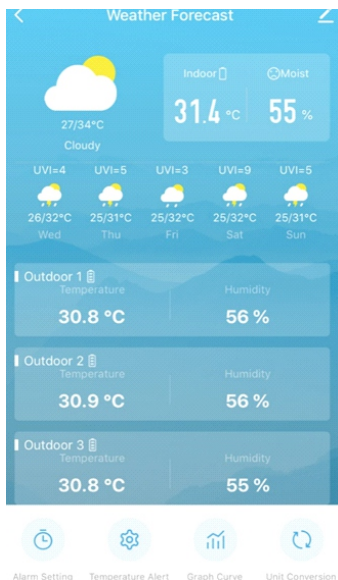 Weather Forecast
27/34°C
Cloudy
Indoor
Moist
31.4 °C
55 %
UVI=4 UVI=5 UVI=3 UVI=9 UVI=5
26/32°C 25/31°C 25/32°C 25/32°C 25/31°C
Wed Thu Fri Sat Sun
Outdoor 1
Temperature Humidity
30.8 °C 56 %
Outdoor 2
Temperature Humidity
30.9 °C 56 %
Outdoor 3
Temperature Humidity
30.8 °C 55 %
Alarm Setting Temperature Alert Graph Curve Unit Conversion